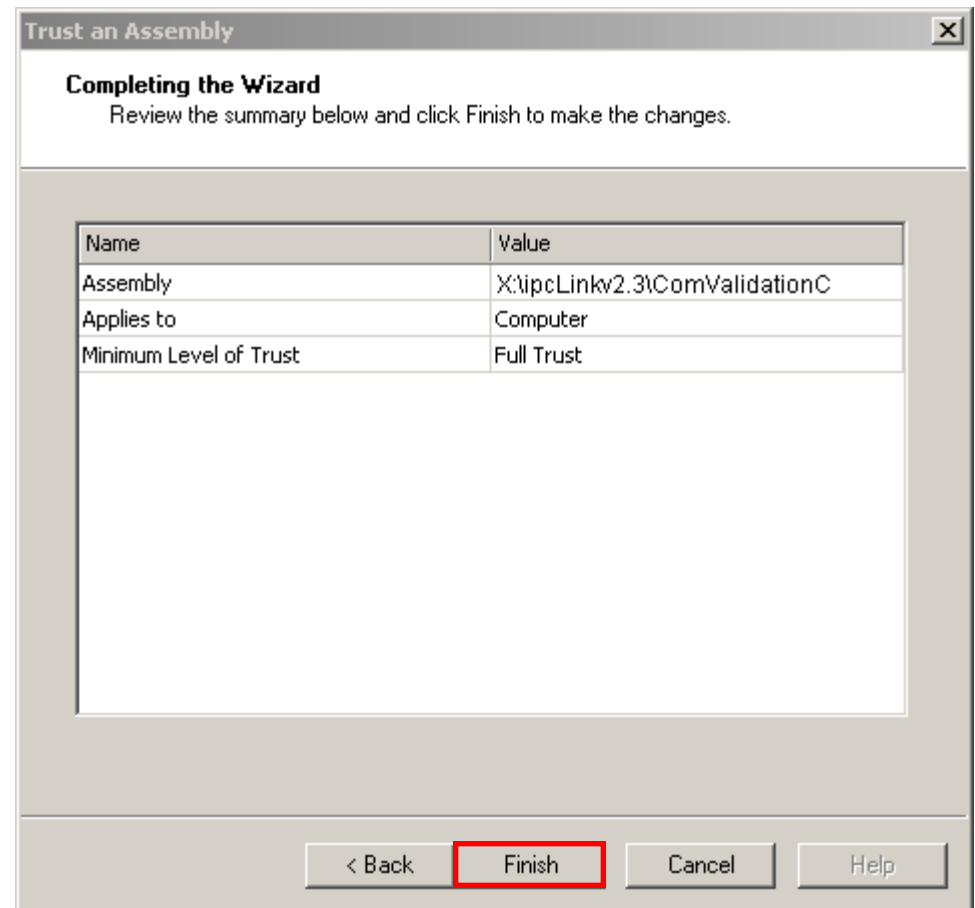 Trust an Assembly
Completing the Wizard
Review the summary below and click Finish to make the changes.
Name Value
Assembly X:\ipcLinkv2.3\ComValidationC
Applies to Computer
Minimum Level of Trust Full Trust
< Back Finish Cancel Help